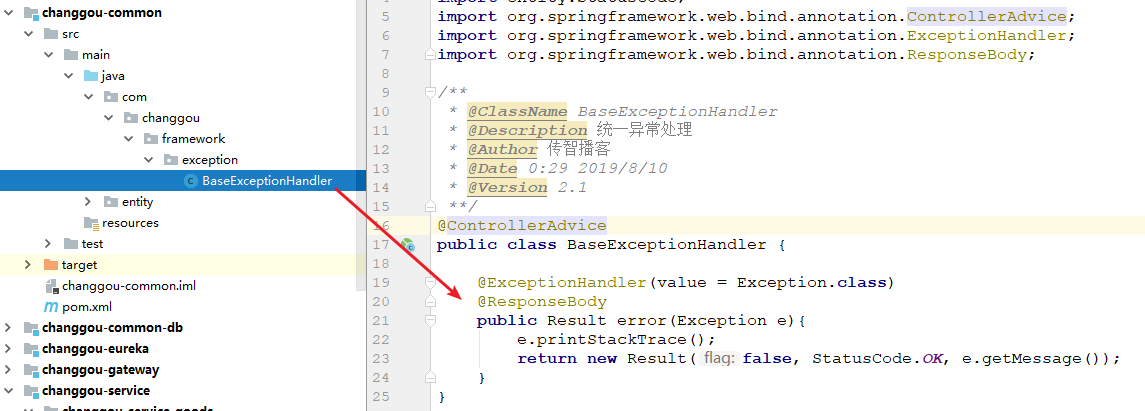 changgou-common
src
main
java
com
changgou
framework
exception
BaseExceptionHandler
entity
resources
test
target
changgou-common.iml
pom.xml
changgou-common-db
changgou-eureka
changgou-gateway
changgou-service
changgou-service-goods
5 import org.springframework.web.bind.annotation.ControllerAdvice;
6 import org.springframework.web.bind.annotation.ExceptionHandler;
7 import org.springframework.web.bind.annotation.ResponseBody;
8
9 /**
10 * @ClassName BaseExceptionHandler
11 * @Description 统一异常处理
12 * @Author 传智播客
13 * @Date 0:29 2019/8/10
14 * @Version 2.1
15 **/
16 @ControllerAdvice
17 public class BaseExceptionHandler {
18
19 @ExceptionHandler(value = Exception.class)
20 @ResponseBody
21 public Result error(Exception e){
22 e.printStackTrace();
23 return new Result( flag: false, StatusCode.OK, e.getMessage());
24 }
25 }